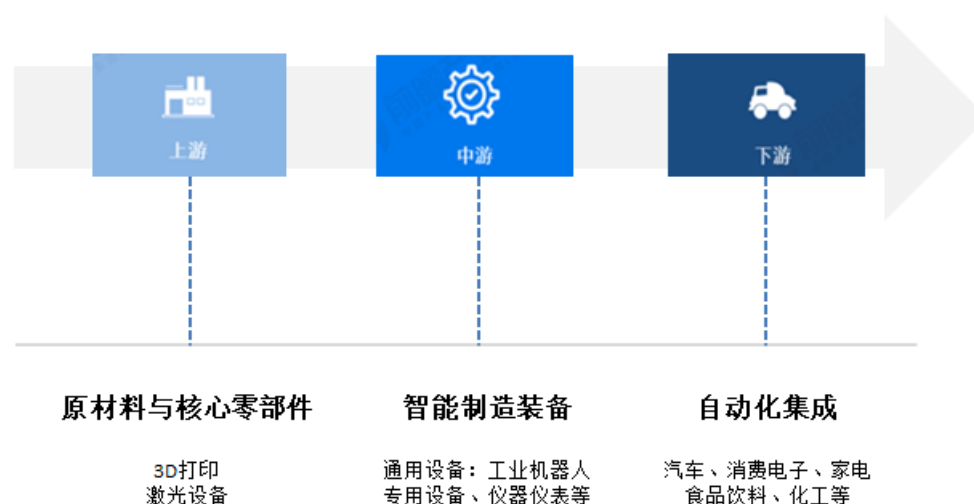 上游
中游
下游
原材料与核心零部件
智能制造装备
自动化集成
3D打印
激光设备
通用设备：工业机器人
专用设备、仪器仪表等
汽车、消费电子、家电
食品饮料、化工等